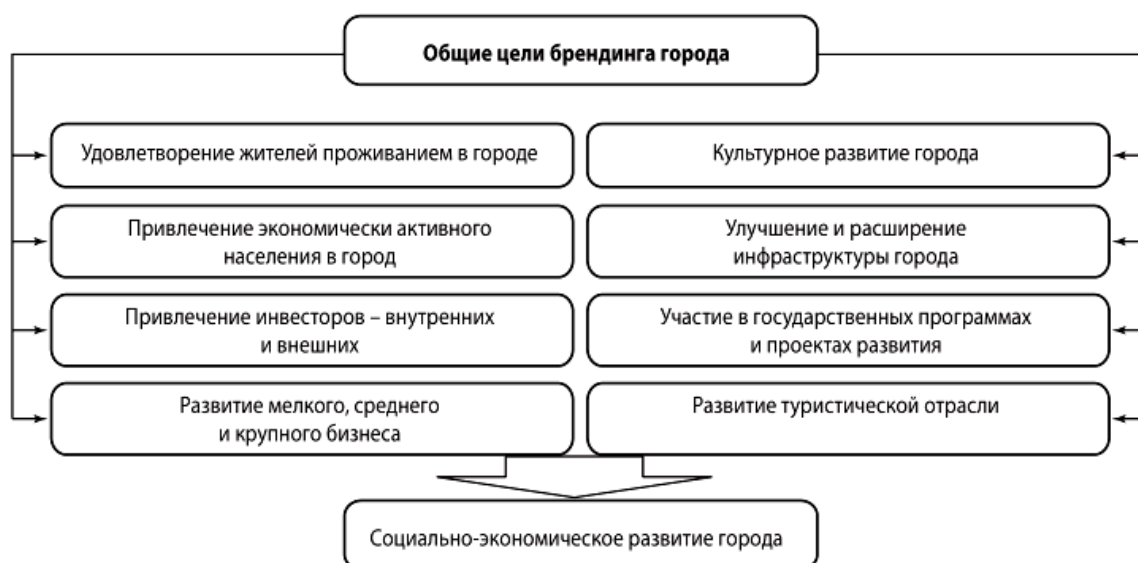 Общие цели брендинга города
Удовлетворение жителей проживанием в городе
Культурное развитие города
Привлечение экономически активного
населения в город
Улучшение и расширение
инфраструктуры города
Привлечение инвесторов – внутренних
и внешних
Участие в государственных программах
и проектах развития
Развитие мелкого, среднего
и крупного бизнеса
Развитие туристической отрасли
Социально-экономическое развитие города